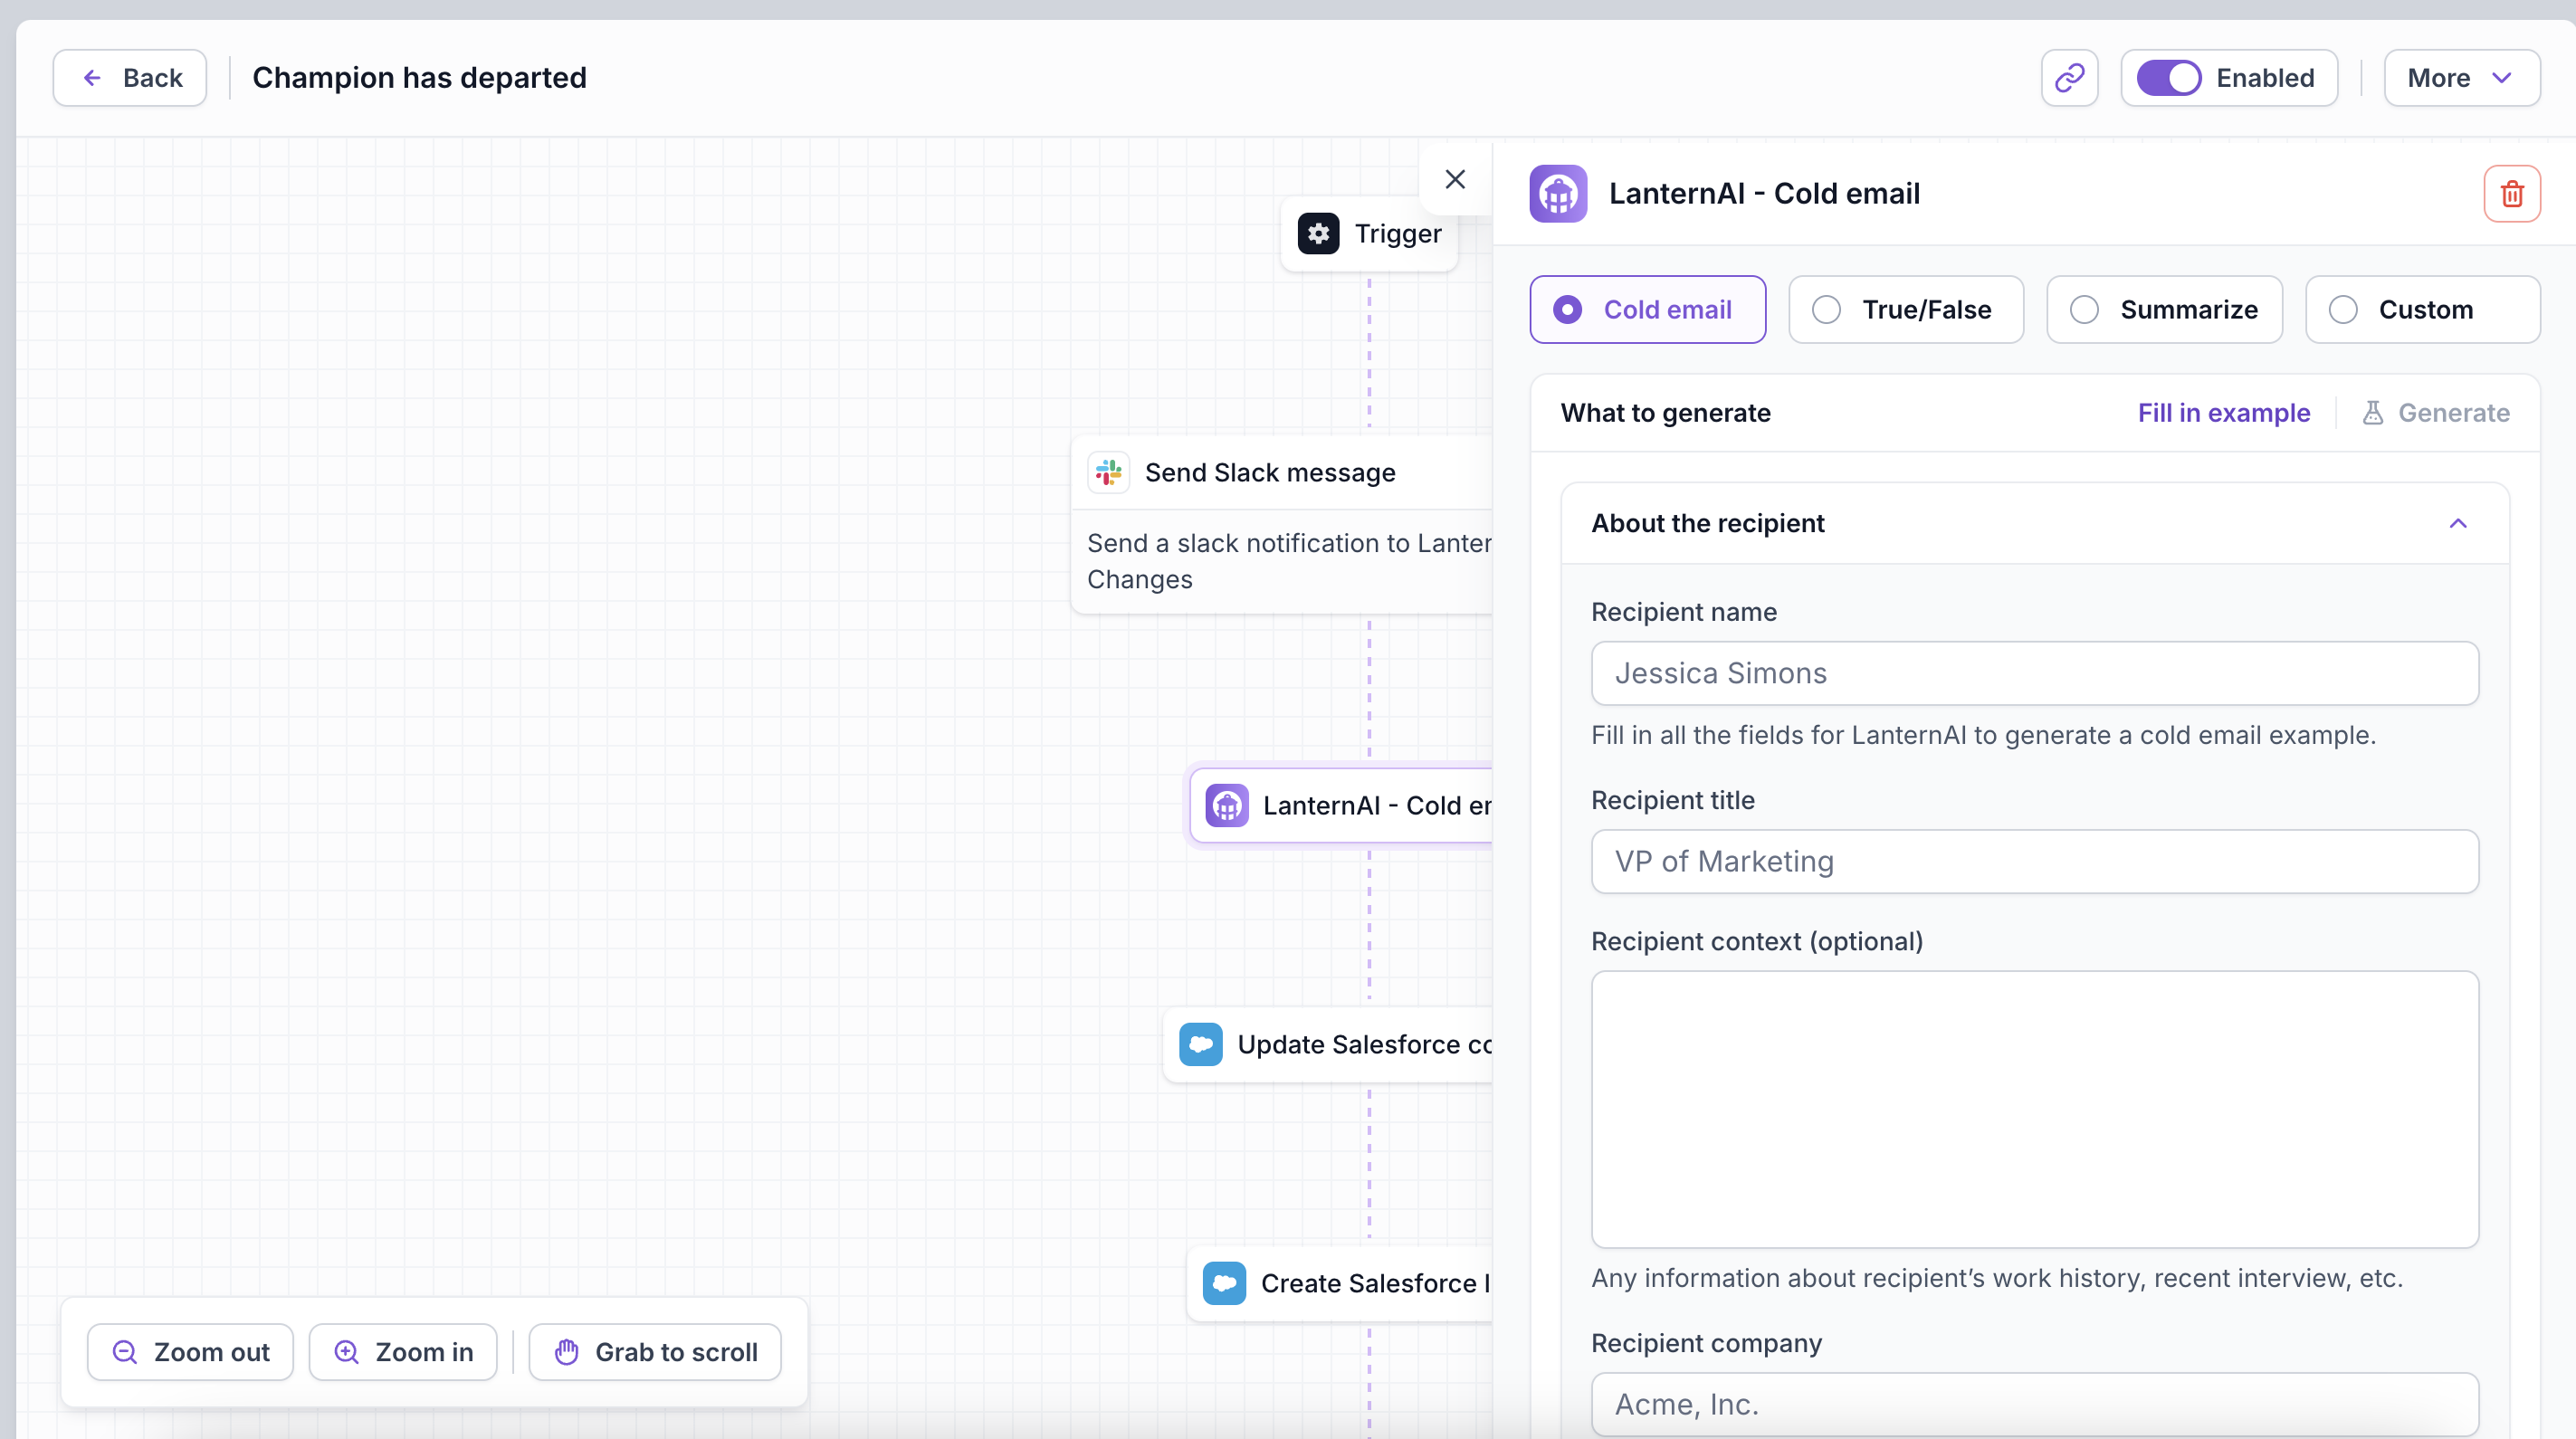 Back
Champion has departed
Enabled
More
Trigger
Send Slack message
Send a slack notification to
Changes
LanternAI - Cold
Update Salesforce
Create Salesforce
Zoom out
Zoom in
Grab to scroll
LanternAI - Cold email
Cold email
True/False
Summarize
Custom
What to generate
Fill in example
Generate
About the recipient
Recipient name
Jessica Simons
Fill in all the fields for LanternAI to generate a cold email example.
Recipient title
VP of Marketing
Recipient context (optional)
Any information about recipient’s work history, recent interview, etc.
Recipient company
Acme, Inc.